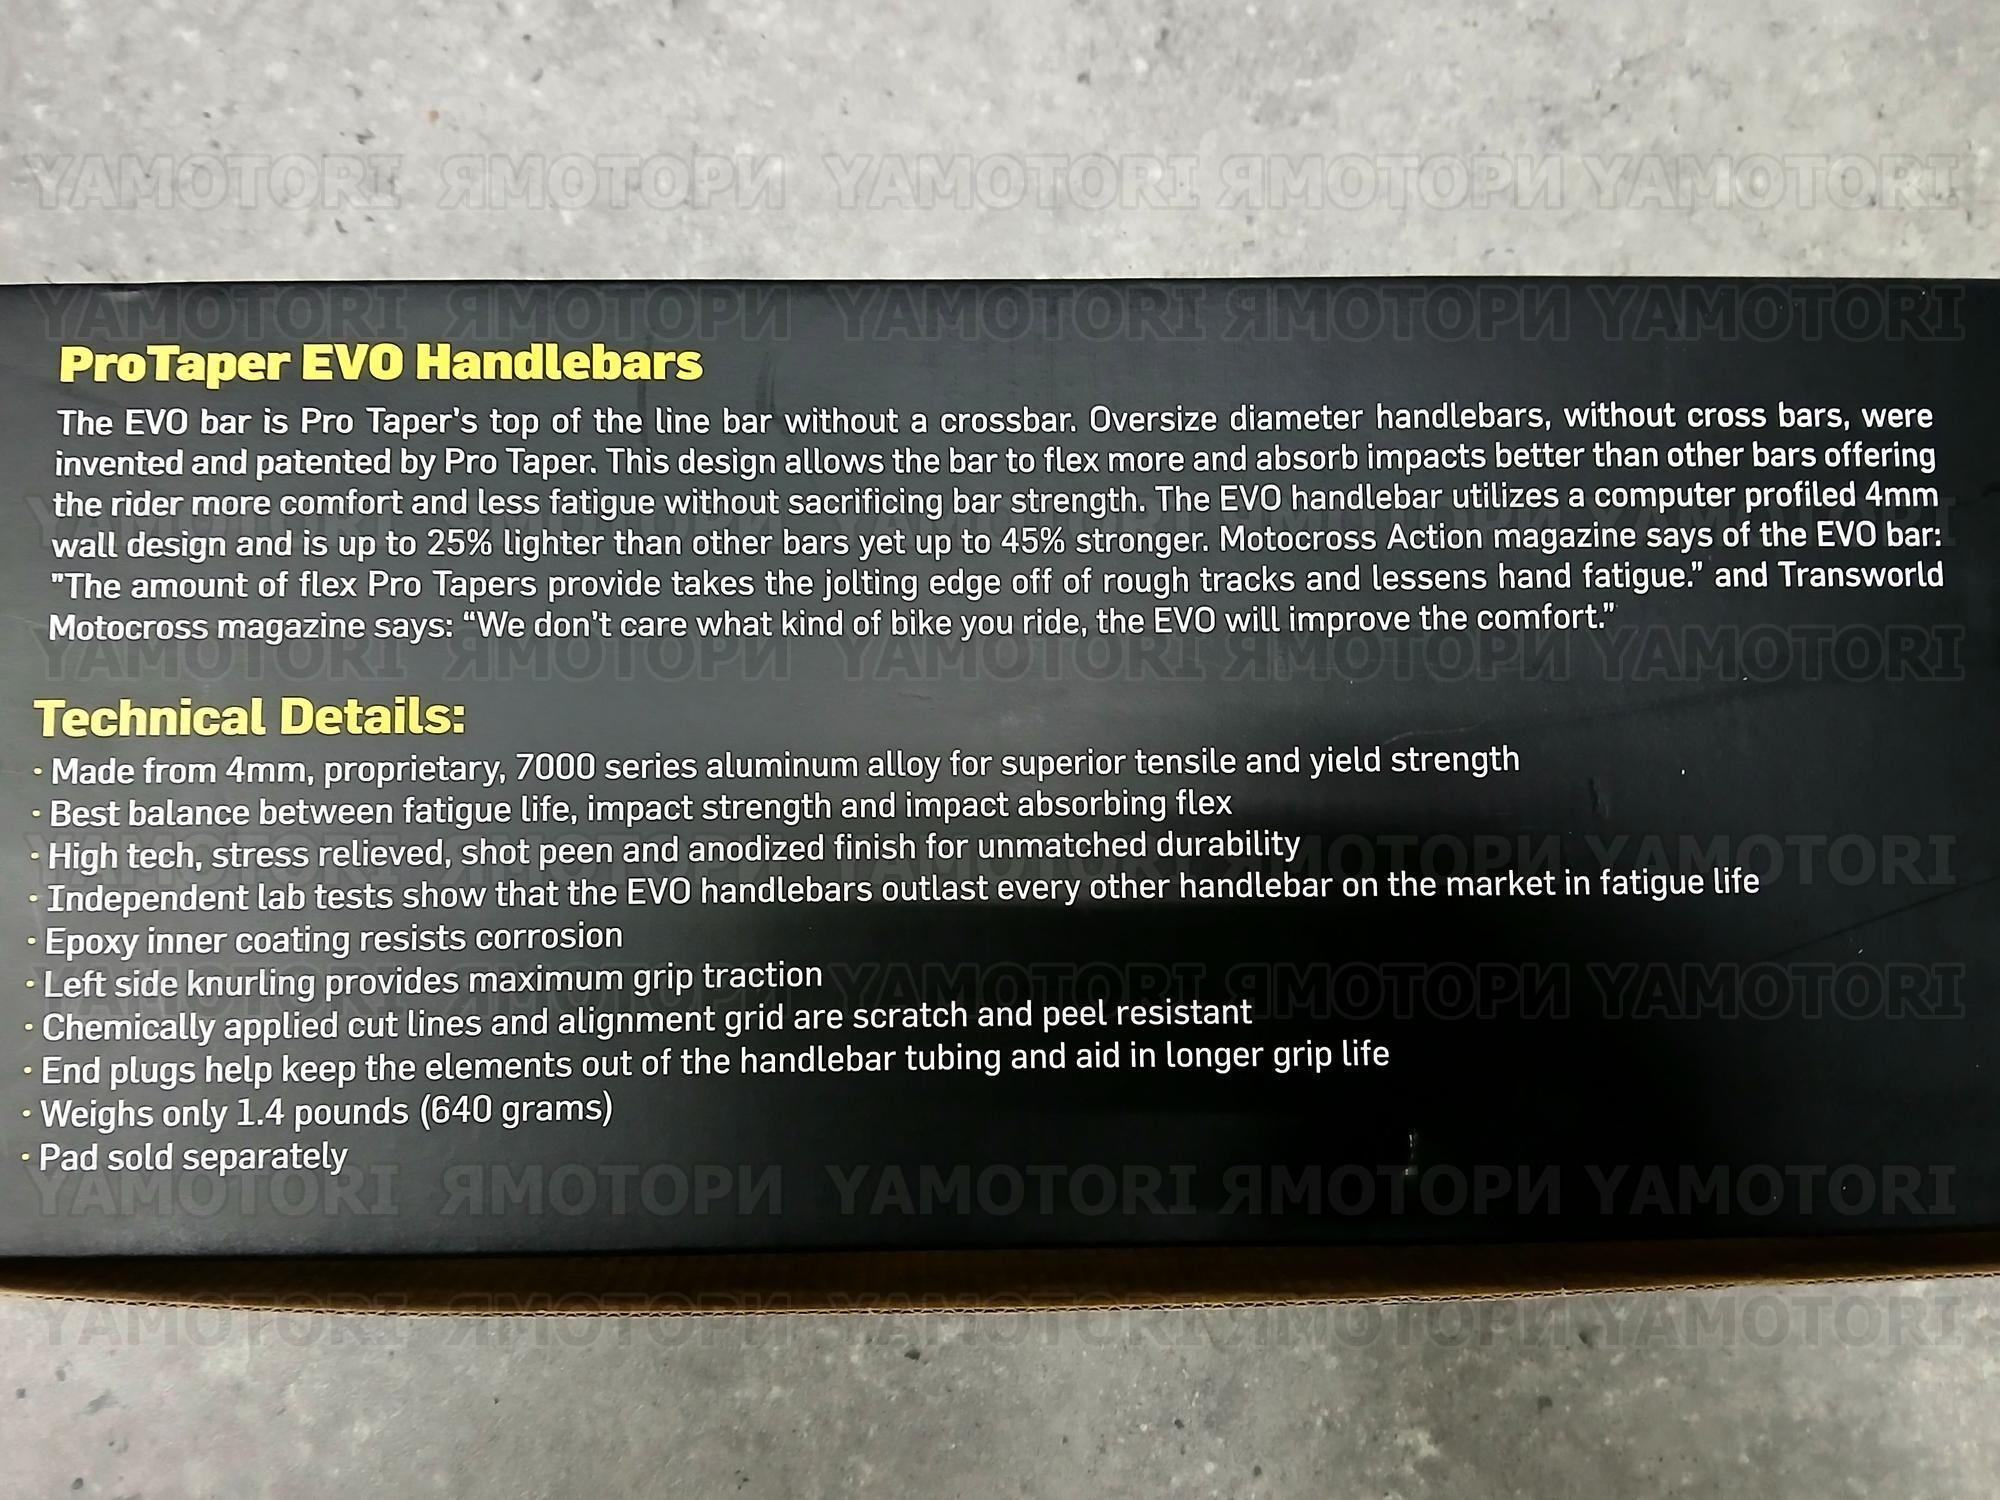 YAMOTORI ЯМОТОРИ YAMOTORI ЯМОТОРИ YAMOTORI
YAMOTORI ЯМОТОРИ YAMOTORI ЯМОТОРИ YAMOTORI
ProTaper EVO Handlebars
The EVO bar is Pro Taper's top of the line bar without a crossbar. Oversize diameter handlebars, without cross bars, were
invented and patented by Pro Taper. This design allows the bar to flex more and absorb impacts better than other bars offering
the rider more comfort and less fatigue without sacrificing bar strength. The EVO handlebar utilizes a computer profiled 4mm
wall design and is up to 25% lighter than other bars yet up to 45% stronger. Motocross Action magazine says of the EVO bar:
"The amount of flex Pro Tapers provide takes the jolting edge off of rough tracks and lessens hand fatigue.” and Transworld
Motocross magazine says: “We don't care what kind of bike you ride, the EVO will improve the comfort.”
YAMOTORI ЯМОТОРИ YAMOTORI ЯМОТОРИ YAMOTORI
Technical Details:
· Made from 4mm, proprietary, 7000 series aluminum alloy for superior tensile and yield strength
· Best balance between fatigue life, impact strength and impact absorbing flex
· High tech, stress relieved, shot peen and anodized finish for unmatched durability
· Independent lab tests show that the EVO handlebars outlast every other handlebar on the market in fatigue life
· Epoxy inner coating resists corrosion
· Left side knurling provides maximum grip traction
· Chemically applied cut lines and alignment grid are scratch and peel resistant
· End plugs help keep the elements out of the handlebar tubing and aid in longer grip life
· Weighs only 1.4 pounds (640 grams)
· Pad sold separately
YAMOTORI ЯМОТОРИ YAMOTORI ЯМОТОРИ YAMOTORI
YAMOTORI ЯМОТОРИ YAMOTORI ЯМОТОРИ YAMOTORI